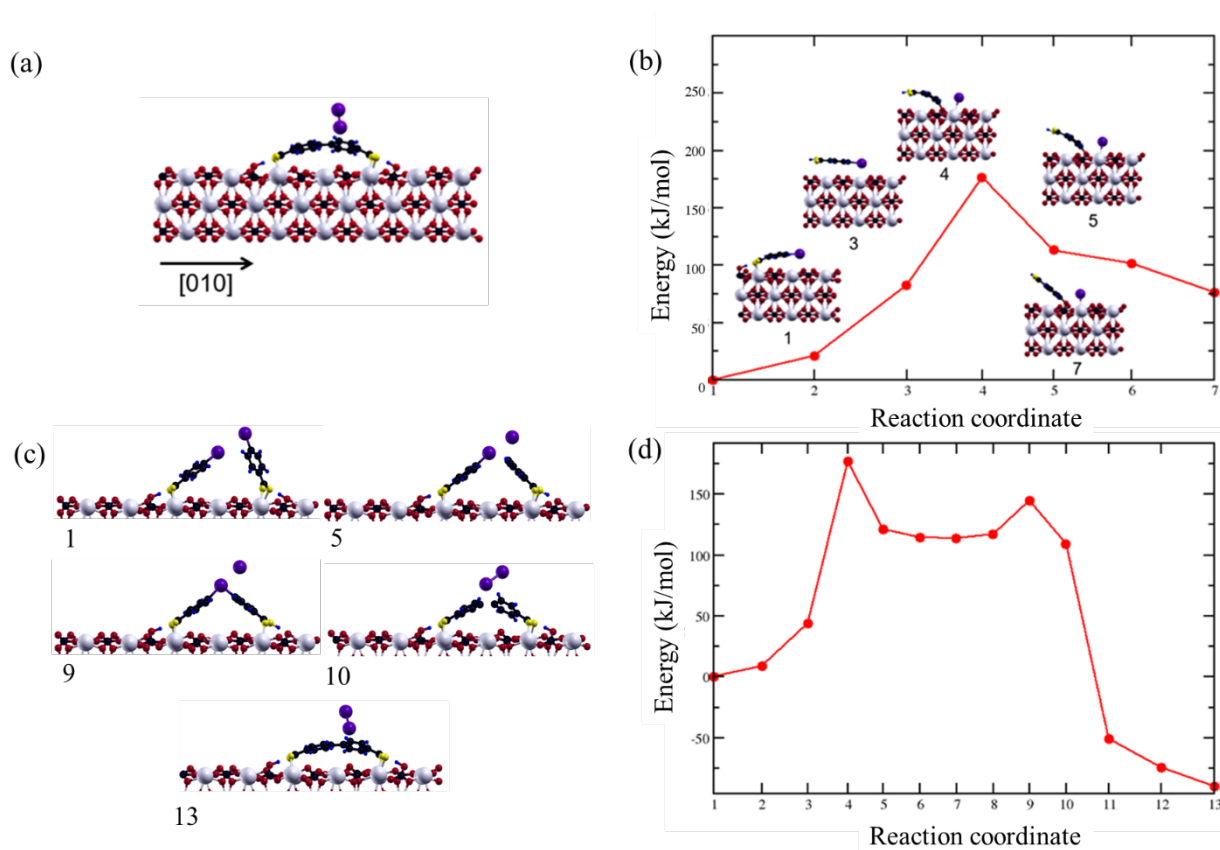 (a)
[010]
(b)
Energy (kJ/mol)
250
200
150
100
50
0
1
3
4
5
7
1 2 3 4 5 6 7
Reaction coordinate
(c)
1
5
9
10
13
(d)
Energy (kJ/mol)
150
100
50
0
-50
1 2 3 4 5 6 7 8 9 10 11 12 13
Reaction coordinate